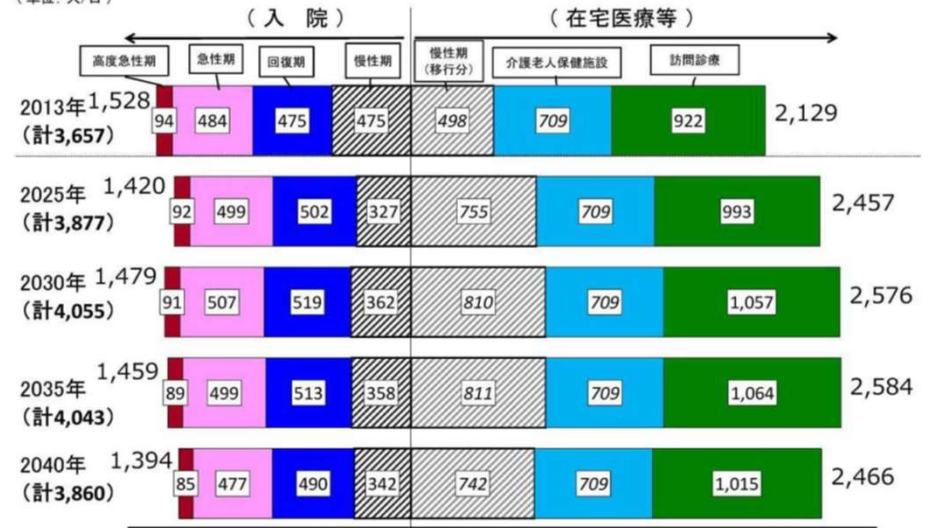 （ 入　院 ）
（ 在宅医療等 ）
高度急性期
急性期
回復期
慢性期
慢性期
（移行分）
介護老人保健施設
訪問診療
2013年 1,528 94 484 475 475 498 709 922 2,129
（計3,657）
2025年 1,420 92 499 502 327 755 709 993 2,457
（計3,877）
2030年 1,479 91 507 519 362 810 709 1,057 2,576
（計4,055）
2035年 1,459 89 499 513 358 811 709 1,064 2,584
（計4,043）
2040年 1,394 85 477 490 342 742 709 1,015 2,466
（計3,860）